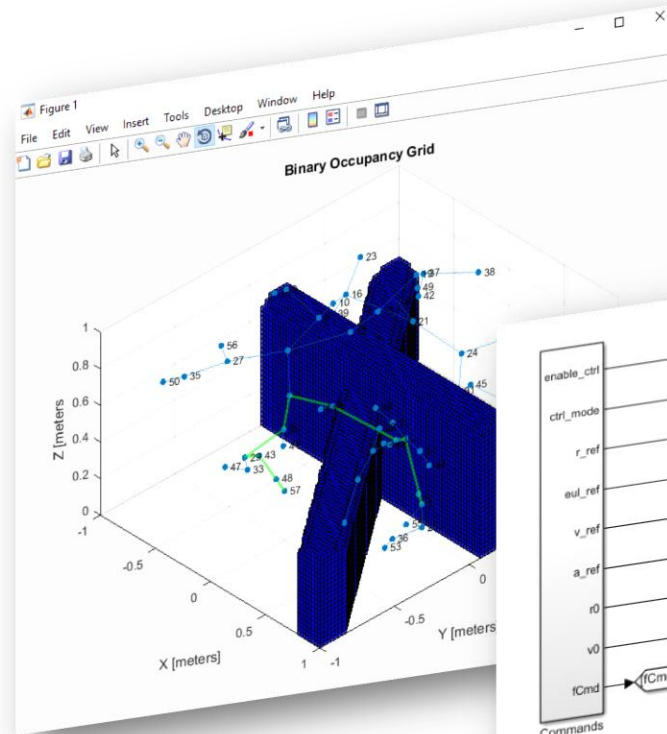 Figure 1
File Edit View Insert Tools Desktop Window Help
Binary Occupancy Grid
23
37
38
49
42
16
10
39
21
56
27
50 35
24
45
47
33
43
48
57
36
53
Z [meters
1
0.8
0.6
0.4
0.2
0
-1
-0.5
0
0.5
1
X [meters]
-1
-0.5
0
Y [meters
enable_ctrl
ctrl_mode
r_ref
eul_ref
v_ref
a_ref
r0
v0
fCmd
fCm
Commands